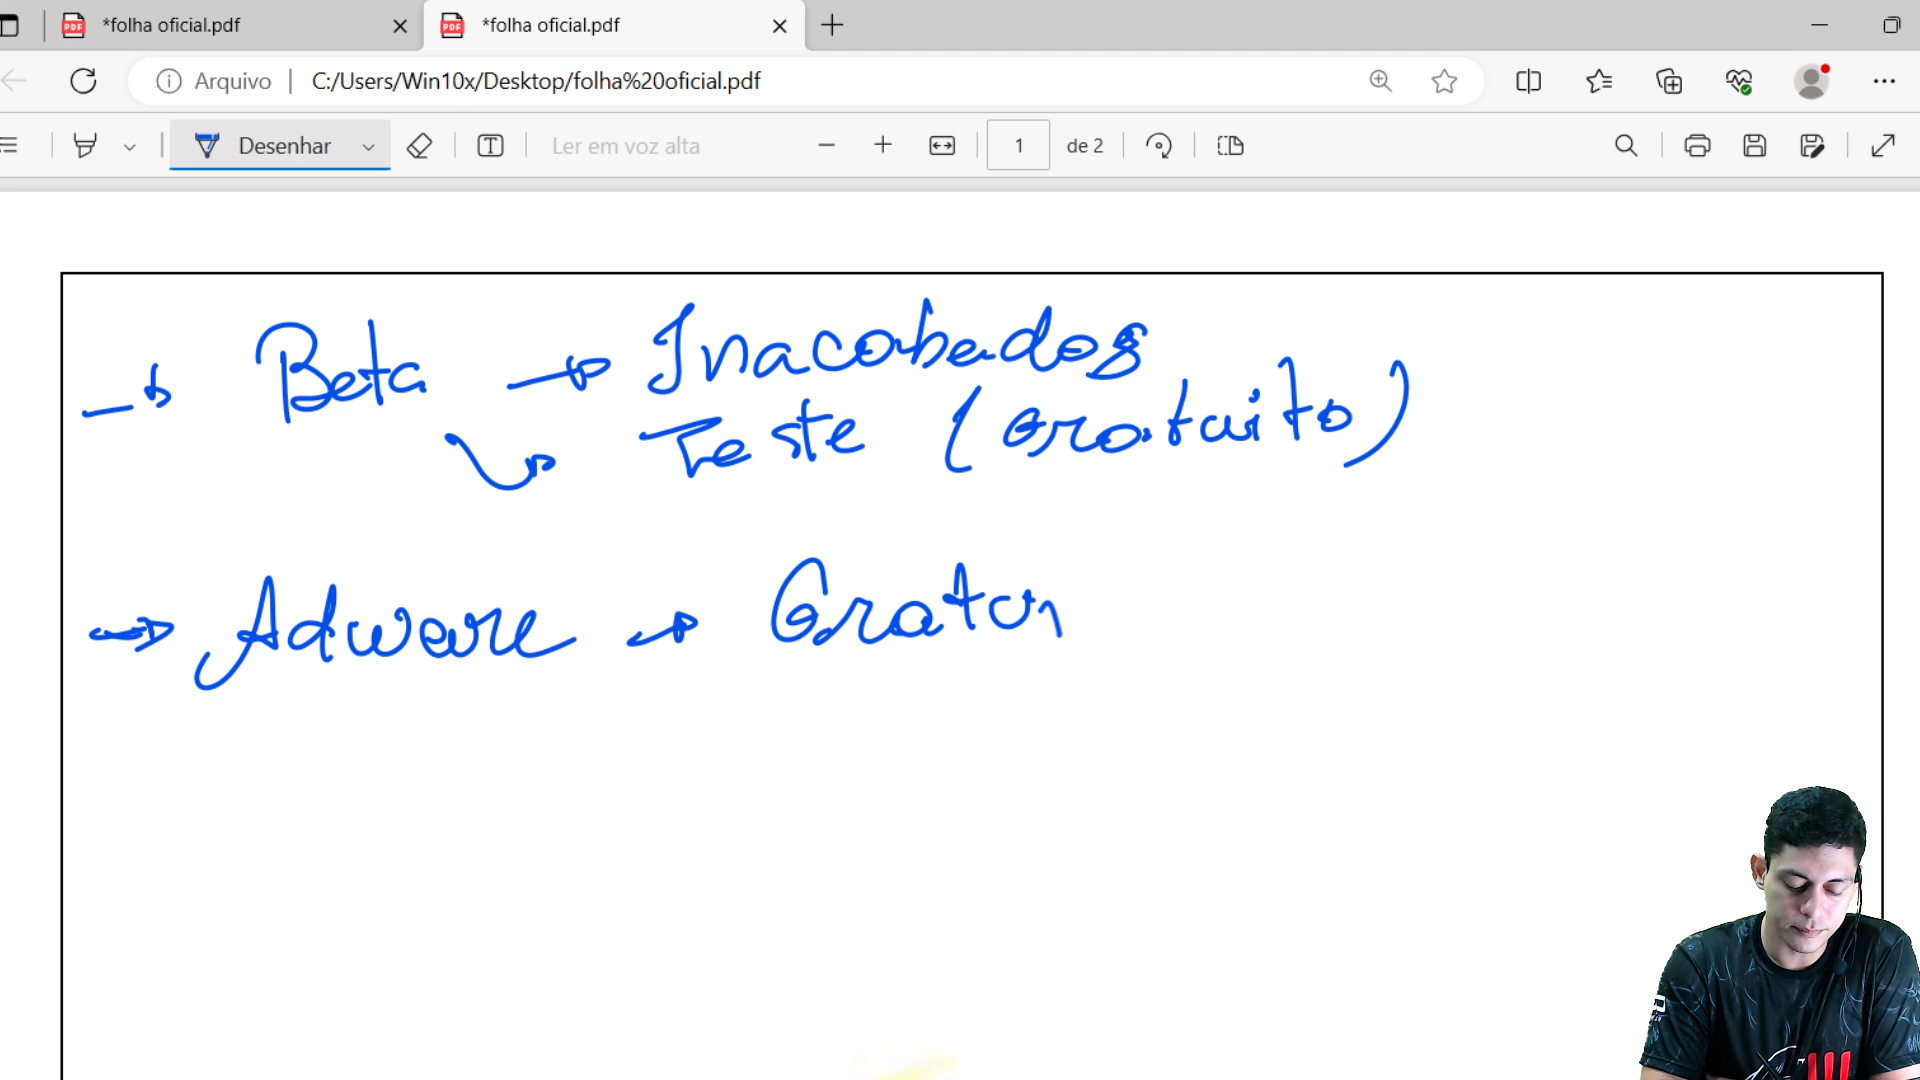 *folha oficial.pdf
*folha oficial.pdf
Arquivo
C:/Users/Win10x/Desktop/folha%20oficial.pdf
Desenhar
Ler em voz alta
1
de 2
→ Beta → Inacabados
Teste (Gratuito)
→ Adware → Gratui